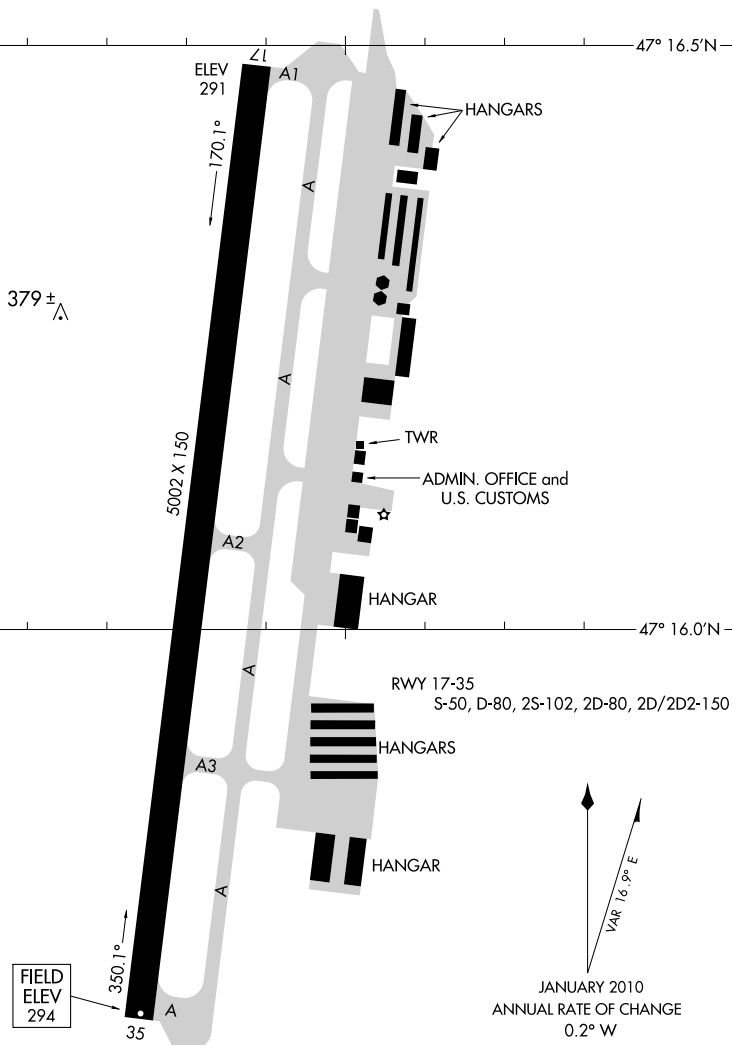 47° 16.5'N
17
ELEV
291
A1
HANGARS
170.1°
A
379 ±
A
5002 X 150
TWR
ADMIN. OFFICE and
U.S. CUSTOMS
A2
HANGAR
47° 16.0'N
A
RWY 17-35
S-50, D-80, 2S-102, 2D-80, 2D/2D2-150
HANGARS
A3
HANGAR
A
VAR 16.9° E
350.1°
FIELD
ELEV
294
A
35
JANUARY 2010
ANNUAL RATE OF CHANGE
0.2° W